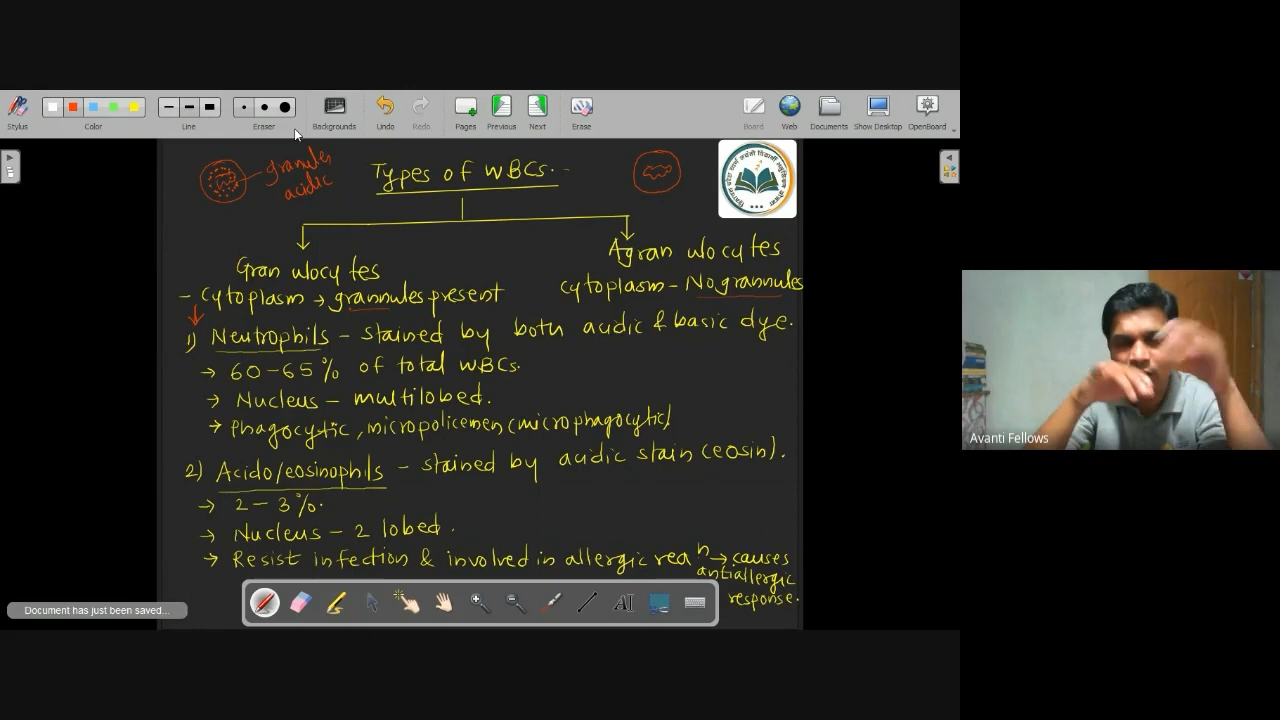 Stylus
Color
Line
Eraser
Backgrounds
Undo
Redo
Pages
Previous
Next
Erase
Board
Web
Documents
Show Desktop
OpenBoard
granules
acidic
Types of WBCs.
Granulocytes
- Cytoplasm → grannules present
Agranulocytes
cytoplasm - No grannules
1) Neutrophils - stained by both acidic & basic dye.
→ 60-65% of total WBCs.
→ Nucleus - multilobed.
→ Phagocytic, micropolicemen (microphagocytic)
2) Acido/eosinophils - stained by acidic stain (eosin).
→ 2-3%.
→ Nucleus - 2 lobed.
→ Resist infection & involved in allergic rea n → causes
antiallergic
response.
Document has just been saved...
Avanti Fellows